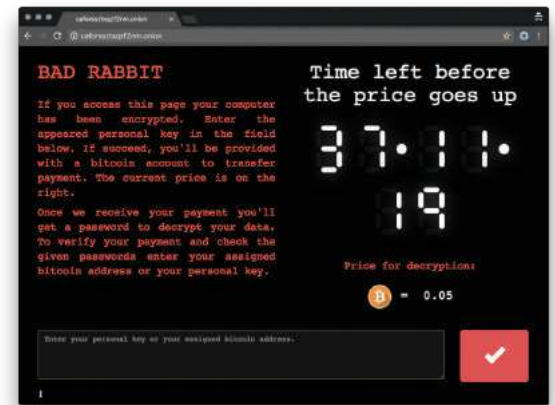 BAD RABBIT
If you access this page your computer
has been encrypted. Enter the
appeared personal key in the field
below. If succeed, you'll be provided
with a bitcoin account to transfer
payment. The current price is on the
right.
Once we receive your payment you'll
get a password to decrypt your data.
To verify your payment and check the
given passwords enter your assigned
bitcoin address or your personal key.
Time left before
the price goes up
37.11.
19
Price for decryption:
= 0.05
Enter your personal key or your assigned bitcoin address.